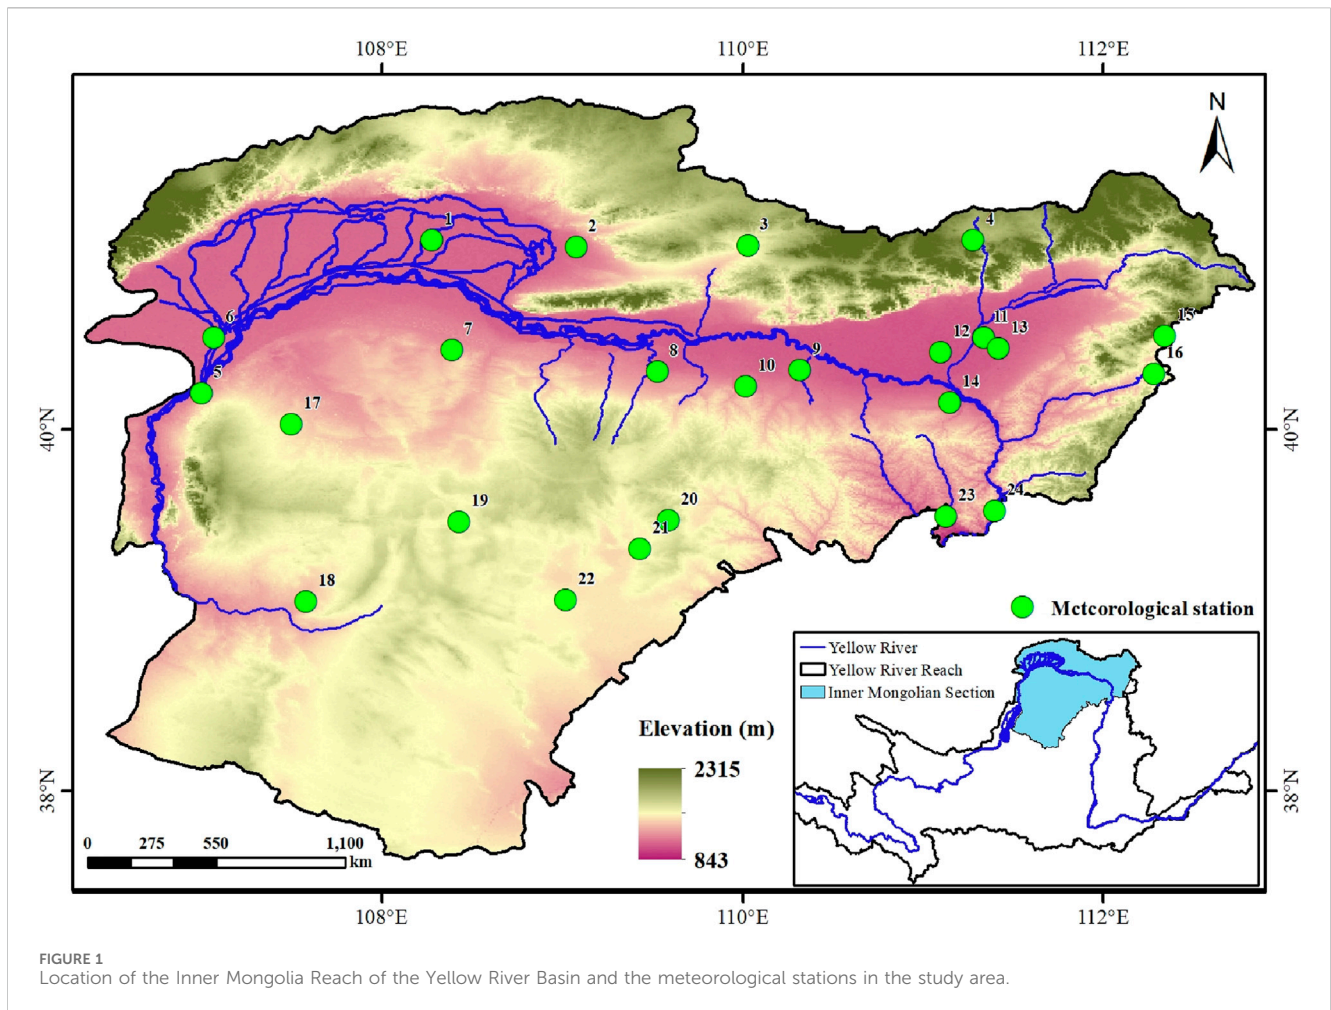 108°E 110°E 112°E
N
1 2 3 4
5 6 7 8 9 10 11 12 13 14 15 16
17 18 19 20 21 22 23 24
40°N 40°N
38°N 38°N
Mctcorological station
Yellow River
Yellow River Reach
Inner Mongolian Section
Elevation (m)
2315
843
0 275 550 1,100
km
108°E 110°E 112°E
FIGURE 1
Location of the Inner Mongolia Reach of the Yellow River Basin and the meteorological stations in the study area.